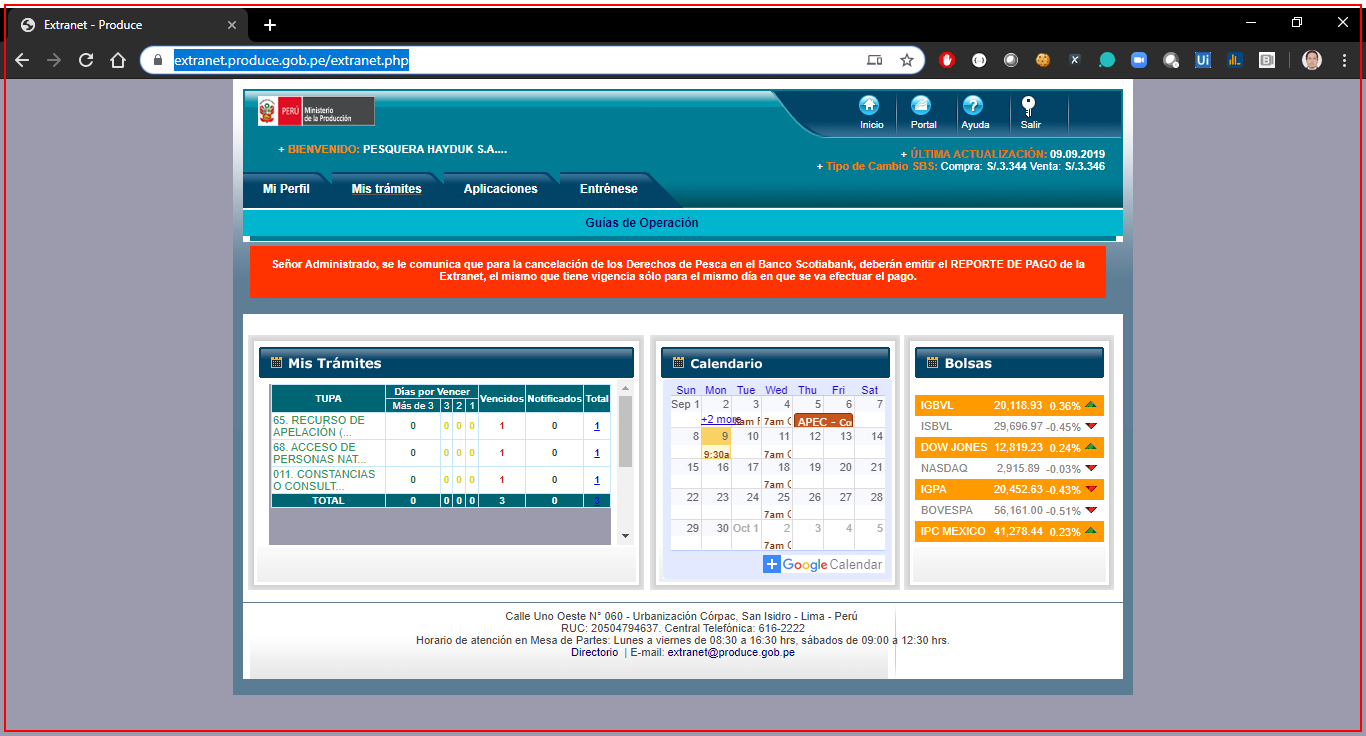 Extranet - Produce
extranet.produce.gob.pe/extranet.php
PERÚ Ministerio
de la Producción
Inicio Portal Ayuda Salir
+ BIENVENIDO: PESQUERA HAYDUK S.A....
+ ÚLTIMA ACTUALIZACIÓN: 09.09.2019
+ Tipo de Cambio SBS: Compra: S/.3.344 Venta: S/.3.346
Mi Perfil Mis trámites Aplicaciones Entrénese
Guías de Operación
Señor Administrado, se le comunica que para la cancelación de los Derechos de Pesca en el Banco Scotiabank, deberán emitir el REPORTE DE PAGO de la
Extranet, el mismo que tiene vigencia sólo para el mismo día en que se va efectuar el pago.
Mis Trámites
TUPA Días por Vencer Vencidos Notificados Total
Más de 3 3 2 1
65. RECURSO DE
APELACIÓN (... 0 0 0 0 1 0 1
68. ACCESO DE
PERSONAS NAT... 0 0 0 0 1 0 1
011. CONSTANCIAS
O CONSULT... 0 0 0 0 1 0 1
TOTAL 0 0 0 0 3 0 3
Calendario
Sun Mon Tue Wed Thu Fri Sat
Sep 1 2 3 4 5 6 7
+2 more 7am APEC - Co
8 9 10 11 12 13 14
9:30a 7am
15 16 17 18 19 20 21
7am
22 23 24 25 26 27 28
7am
29 30 Oct 1 2 3 4 5
7am
+ Google Calendar
Bolsas
IGBVL 20,118.93 0.36%
ISBVL 29,696.97 -0.45%
DOW JONES 12,819.23 0.24%
NASDAQ 2,915.89 -0.03%
IGPA 20,452.63 -0.43%
BOVESPA 56,161.00 -0.51%
IPC MEXICO 41,278.44 0.23%
Calle Uno Oeste N° 060 - Urbanización Córpac, San Isidro - Lima - Perú
RUC: 20504794637. Central Telefónica: 616-2222
Horario de atención en Mesa de Partes: Lunes a viernes de 08:30 a 16:30 hrs, sábados de 09:00 a 12:30 hrs.
Directorio | E-mail: extranet@produce.gob.pe